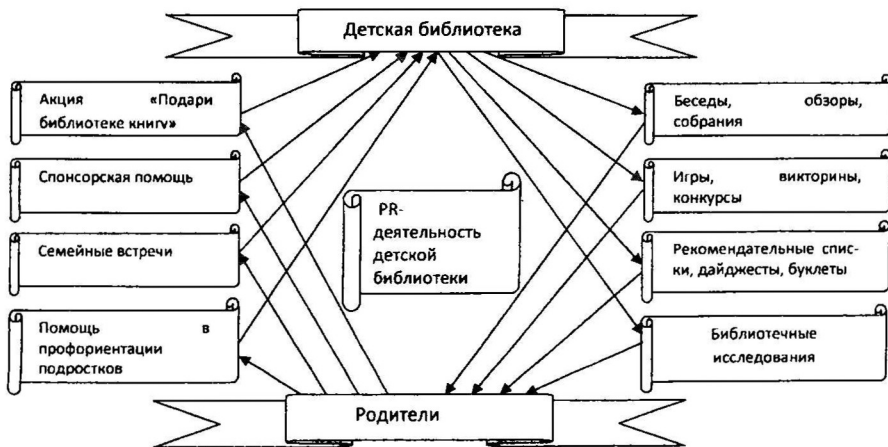 Детская библиотека
Акция «Подари
библиотеке книгу»
Спонсорская помощь
Семейные встречи
Помощь в
профориентации
подростков
PR-
деятельность
детской
библиотеки
Беседы, обзоры,
собрания
Игры, викторины,
конкурсы
Рекомендательные спис-
ки, дайджесты, буклеты
Библиотечные
исследования
Родители